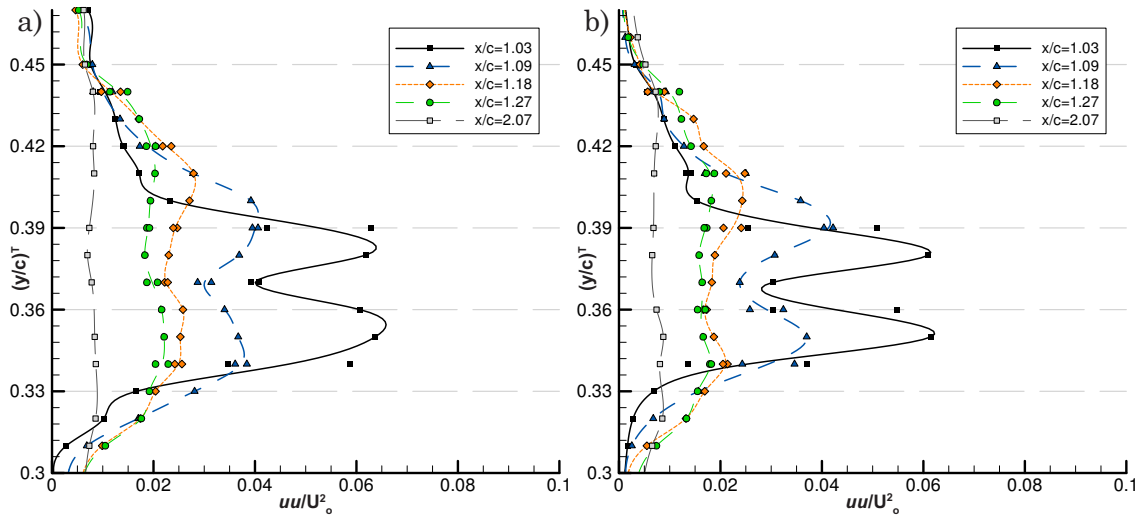 a)
x/c=1.03
x/c=1.09
x/c=1.18
x/c=1.27
x/c=2.07
0.45
0.42
0.39
0.36
0.33
0.3
(y/c)ᵀ
0 0.02 0.04 0.06 0.08 0.1
uu/U²ₒ
b)
x/c=1.03
x/c=1.09
x/c=1.18
x/c=1.27
x/c=2.07
0.45
0.42
0.39
0.36
0.33
0.3
(y/c)ᵀ
0 0.02 0.04 0.06 0.08 0.1
uu/U²ₒ